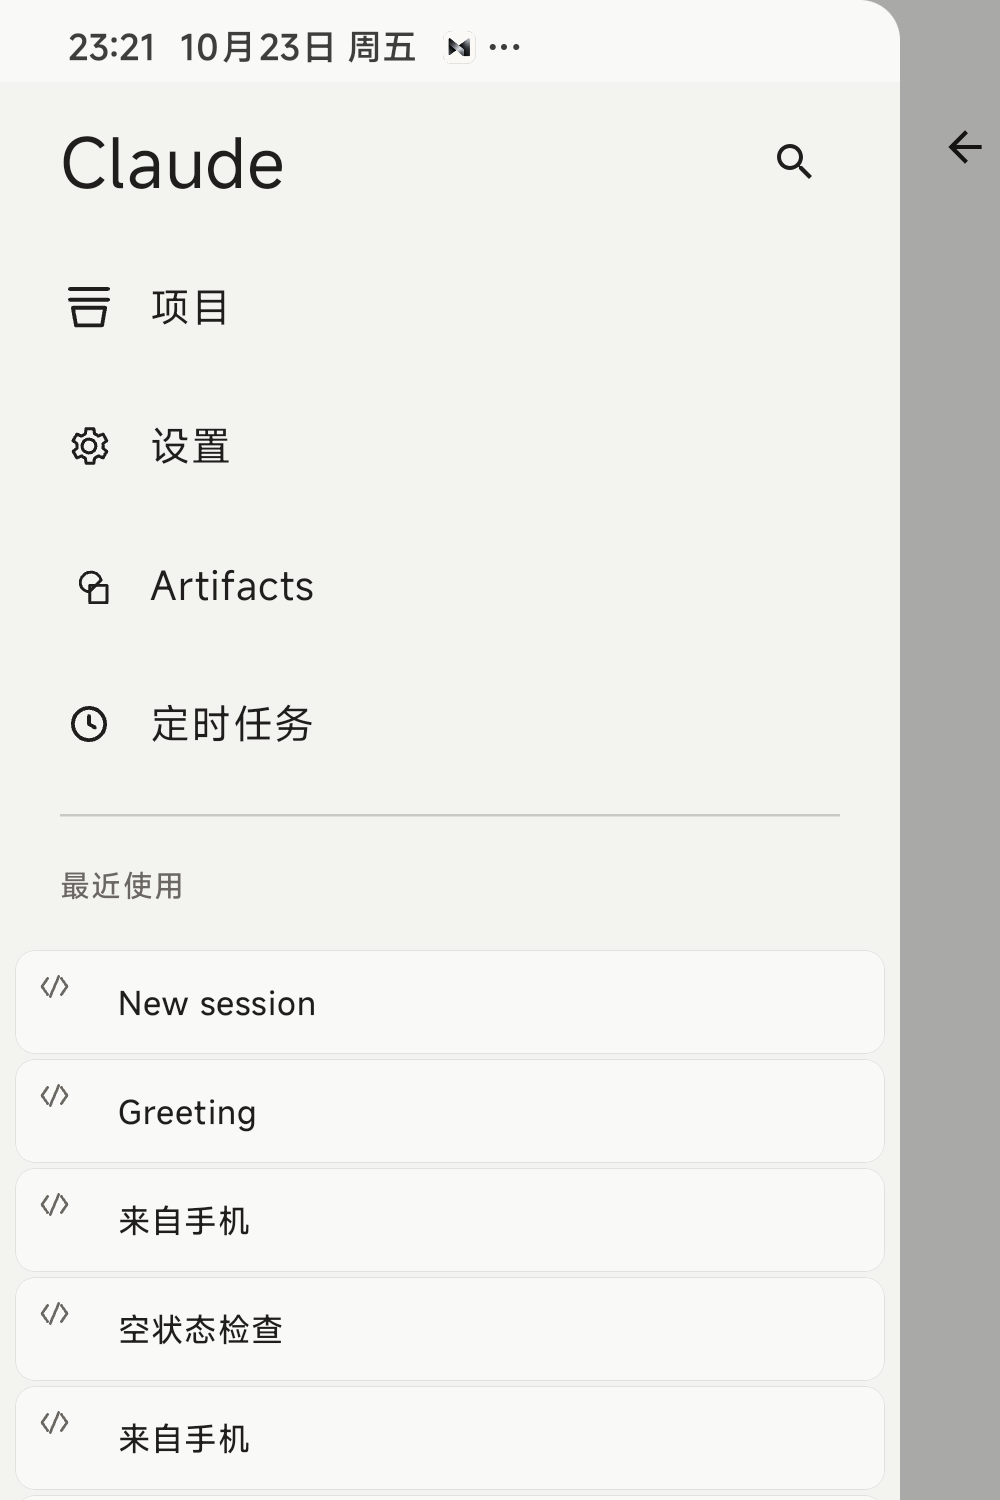 23:21 10月23日 周五
Claude
项目
设置
Artifacts
定时任务
最近使用
New session
Greeting
来自手机
空状态检查
来自手机